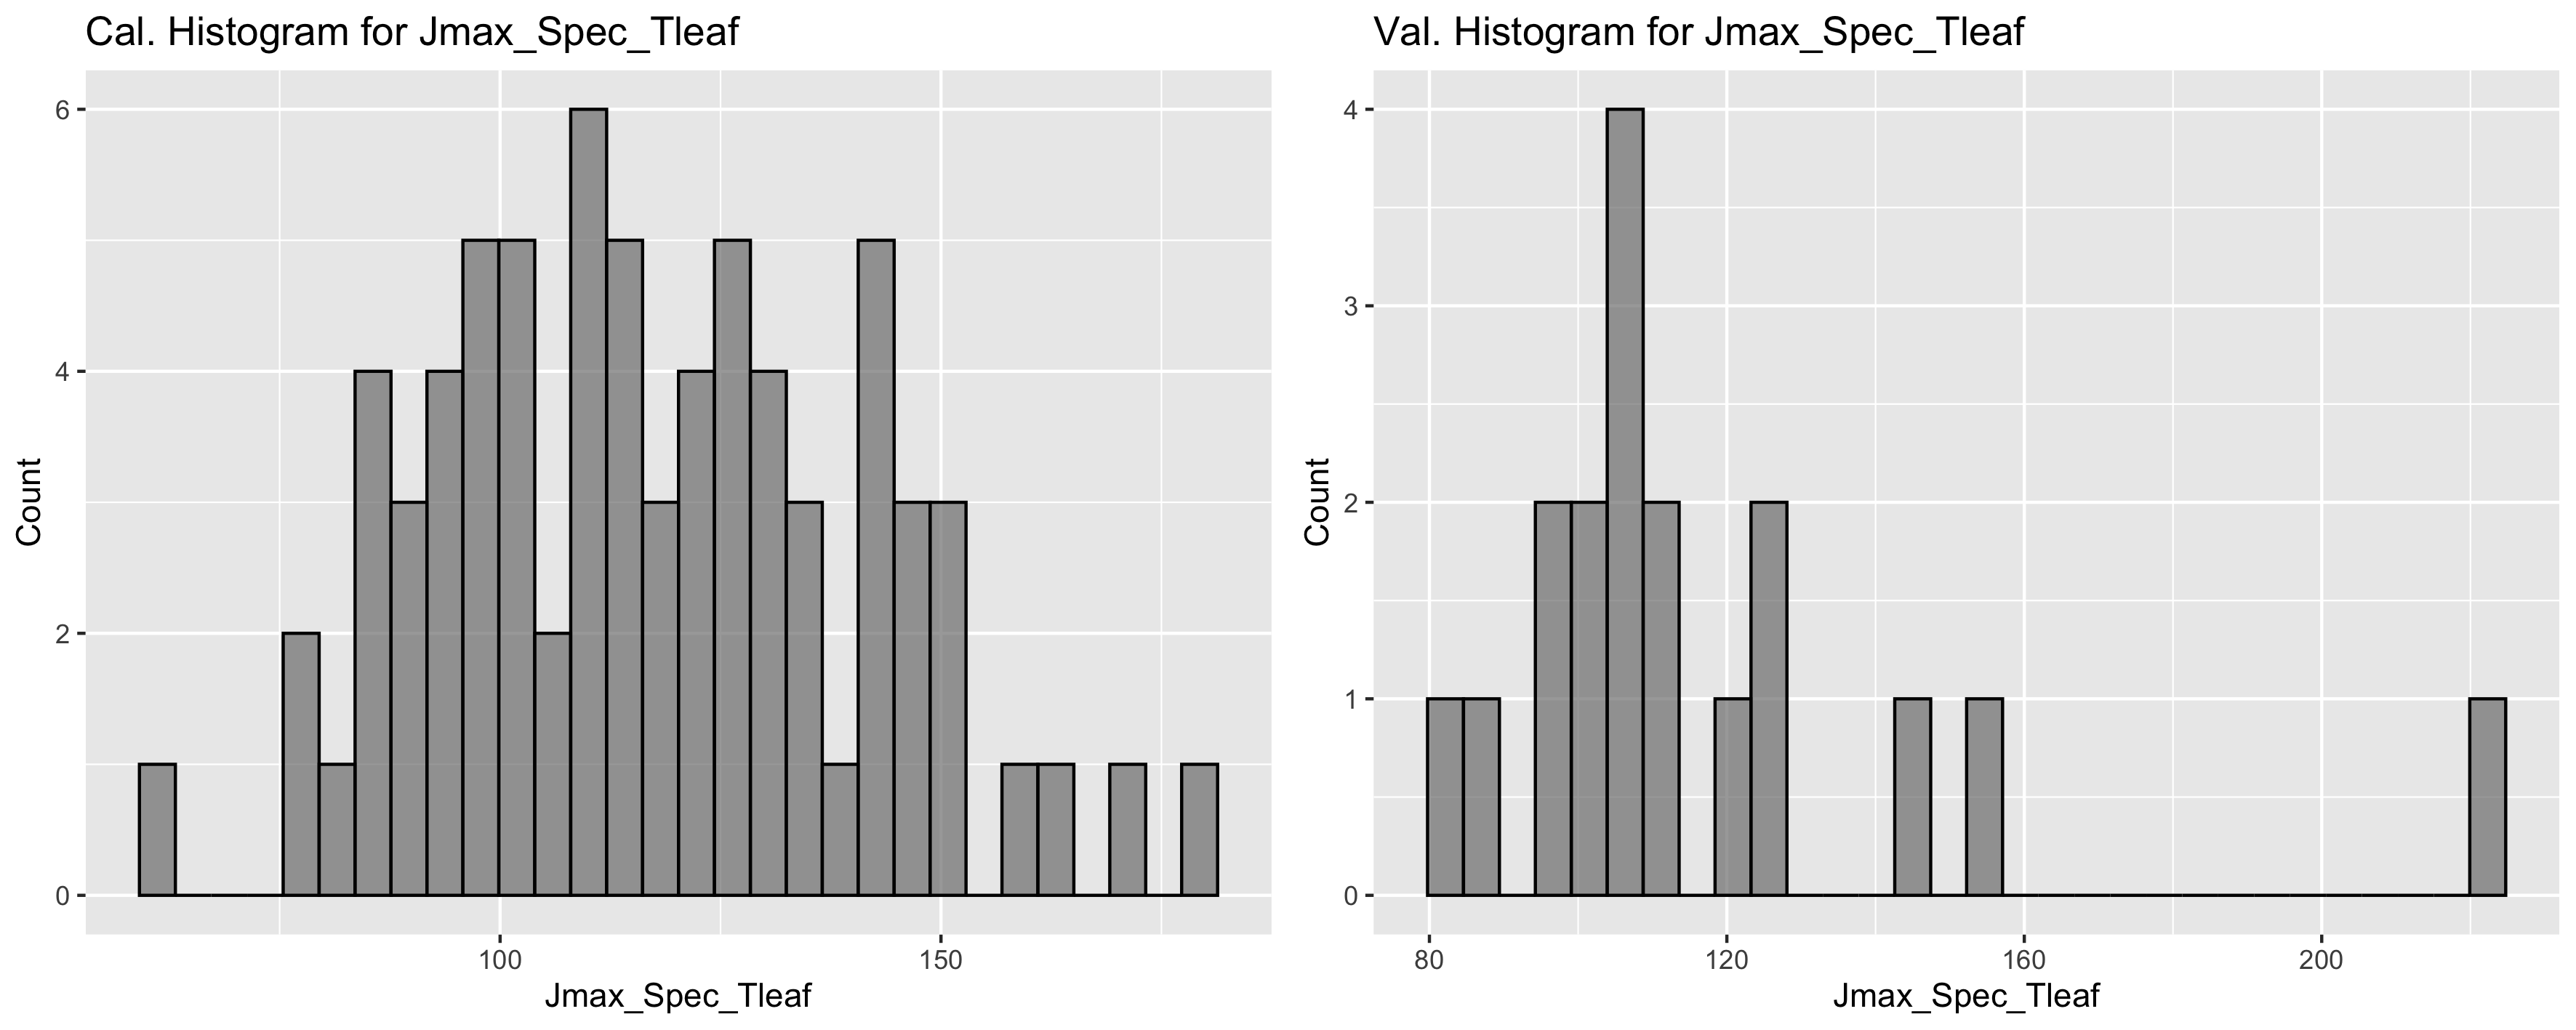 Cal. Histogram for Jmax_Spec_Tleaf
6
4
2
0
Count
100
150
Jmax_Spec_Tleaf
Val. Histogram for Jmax_Spec_Tleaf
4
3
2
1
0
Count
80
120
160
200
Jmax_Spec_Tleaf